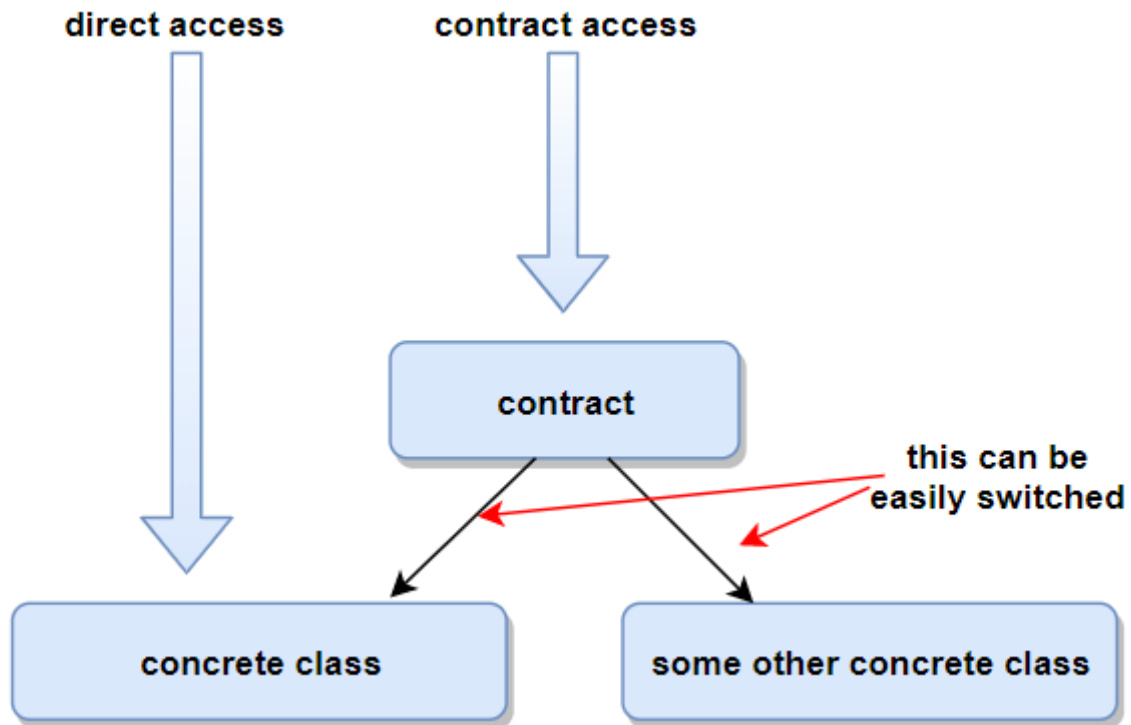 direct access
contract access
contract
this can be
easily switched
concrete class
some other concrete class